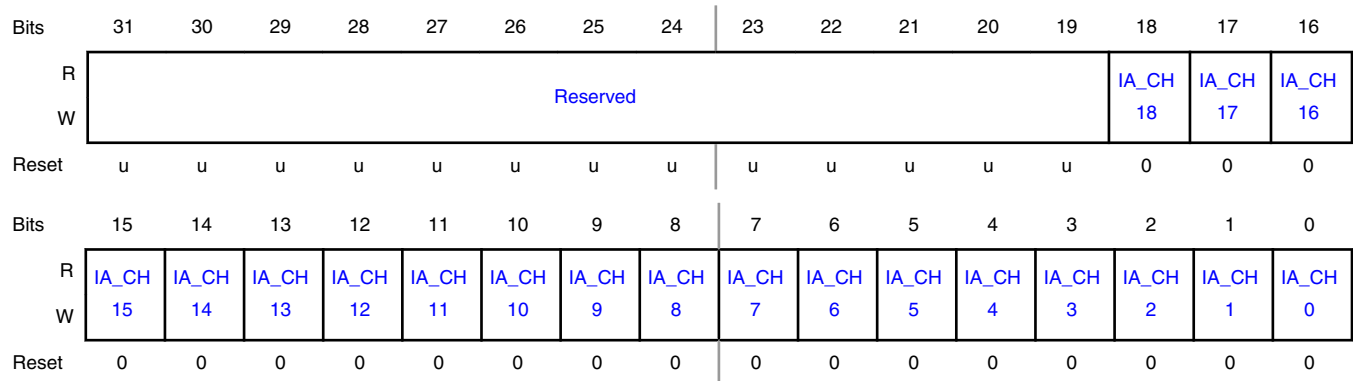 Bits 31 30 29 28 27 26 25 24 23 22 21 20 19 18 17 16
R
W
Reserved
IA_CH 18
IA_CH 17
IA_CH 16
Reset u u u u u u u u u u u u u 0 0 0
Bits 15 14 13 12 11 10 9 8 7 6 5 4 3 2 1 0
R IA_CH IA_CH IA_CH IA_CH IA_CH IA_CH IA_CH IA_CH IA_CH IA_CH IA_CH IA_CH IA_CH IA_CH IA_CH IA_CH
W 15 14 13 12 11 10 9 8 7 6 5 4 3 2 1 0
Reset 0 0 0 0 0 0 0 0 0 0 0 0 0 0 0 0